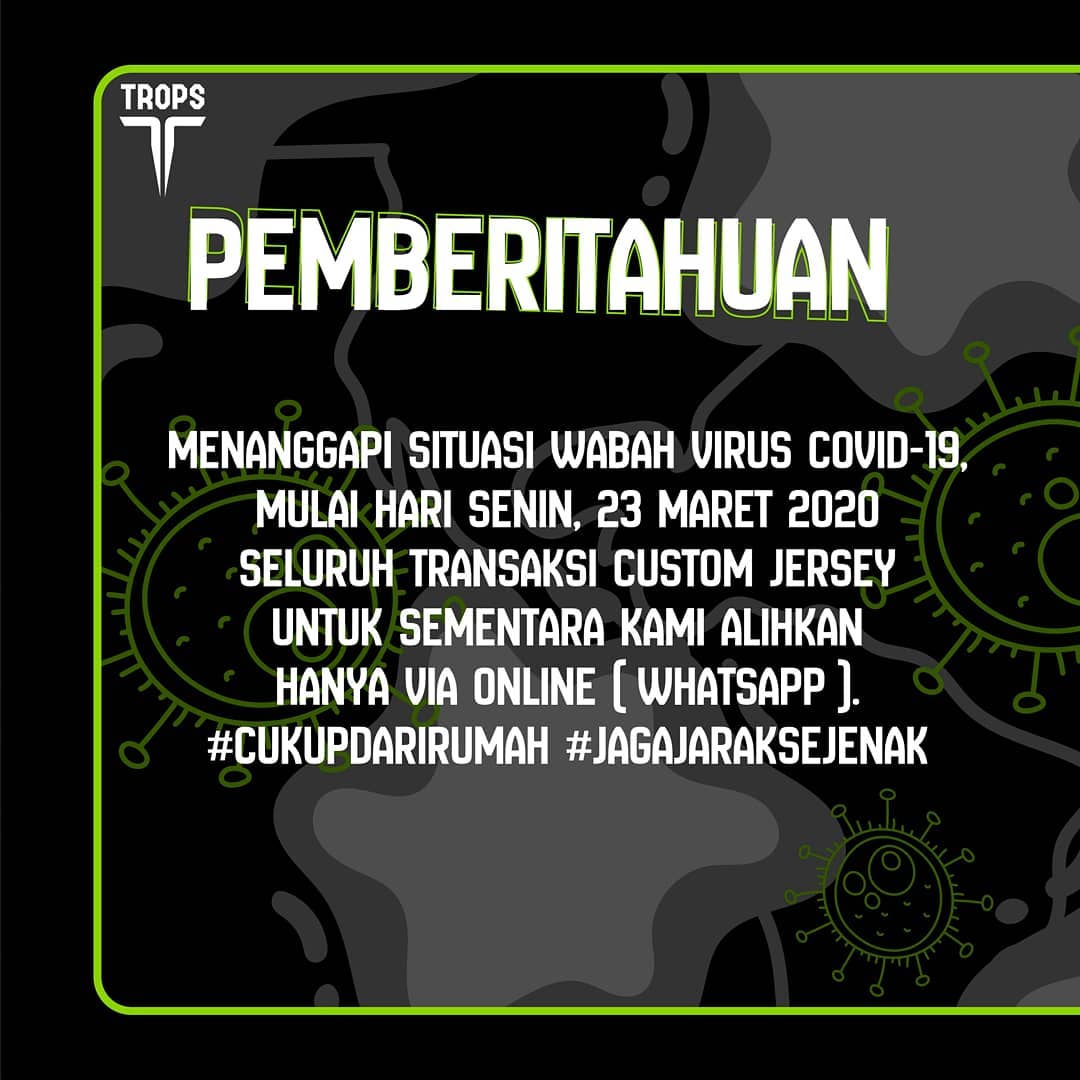 TROPS
PEMBERITAHUAN
MENANGGAPI SITUASI WABAH VIRUS COVID-19,
MULAI HARI SENIN, 23 MARET 2020
SELURUH TRANSAKSI CUSTOM JERSEY
UNTUK SEMENTARA KAMI ALIHKAN
HANYA VIA ONLINE ( WHATSAPP ).
#CUKUPDARIRUMAH #JAGAJARAKSEJENAK